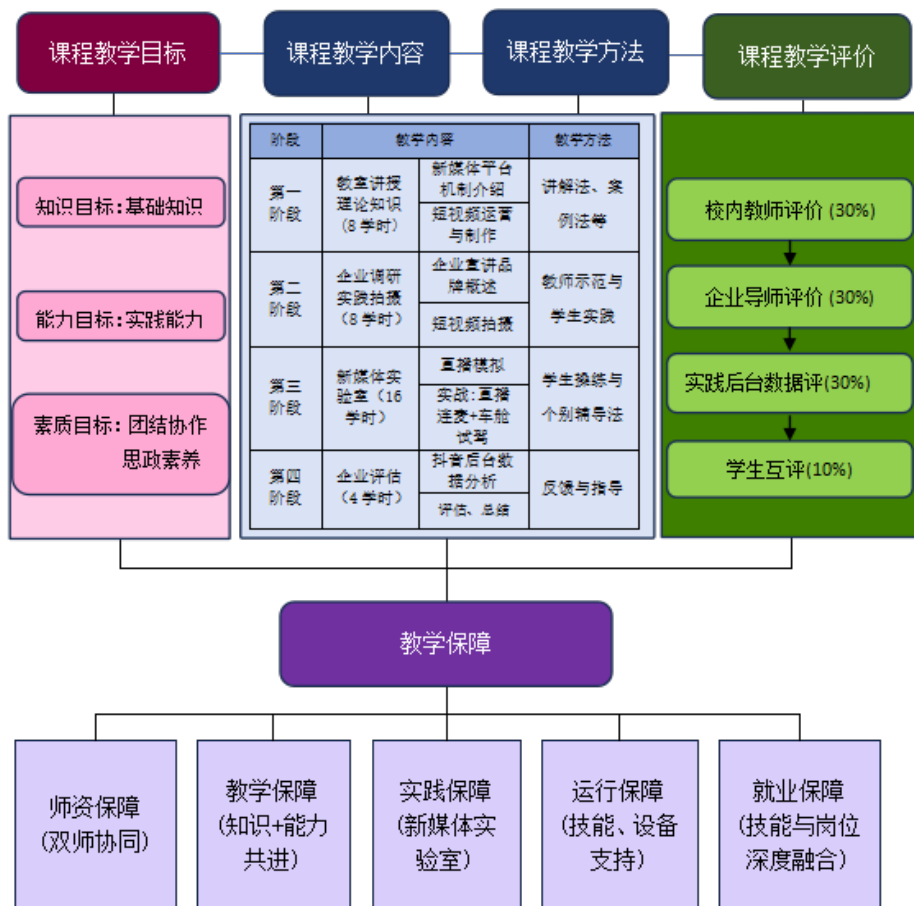 课程教学目标
课程教学内容
课程教学方法
课程教学评价
知识目标:基础知识
能力目标:实践能力
素质目标:团结协作
思政素养
阶段
教学内容
教学方法
第一
阶段
教室讲授
理论知识
(8学时)
新媒体平台
机制介绍
短视频运营
与制作
讲解法、案
例法等
第二
阶段
企业调研
实践拍摄
(8学时)
企业宣讲品
牌概述
短视频拍摄
教师示范与
学生实践
第三
阶段
新媒体实
验室(16
学时)
直播模拟
实战:直播
连麦+车舱
试驾
学生操练与
个别辅导法
第四
阶段
企业评估
(4学时)
抖音后台数
据分析
评估、总结
反馈与指导
校内教师评价(30%)
企业导师评价(30%)
实践后台数据评(30%)
学生互评(10%)
教学保障
师资保障
(双师协同)
教学保障
(知识+能力
共进)
实践保障
(新媒体实
验室)
运行保障
(技能、设备
支持)
就业保障
(技能与岗位
深度融合)